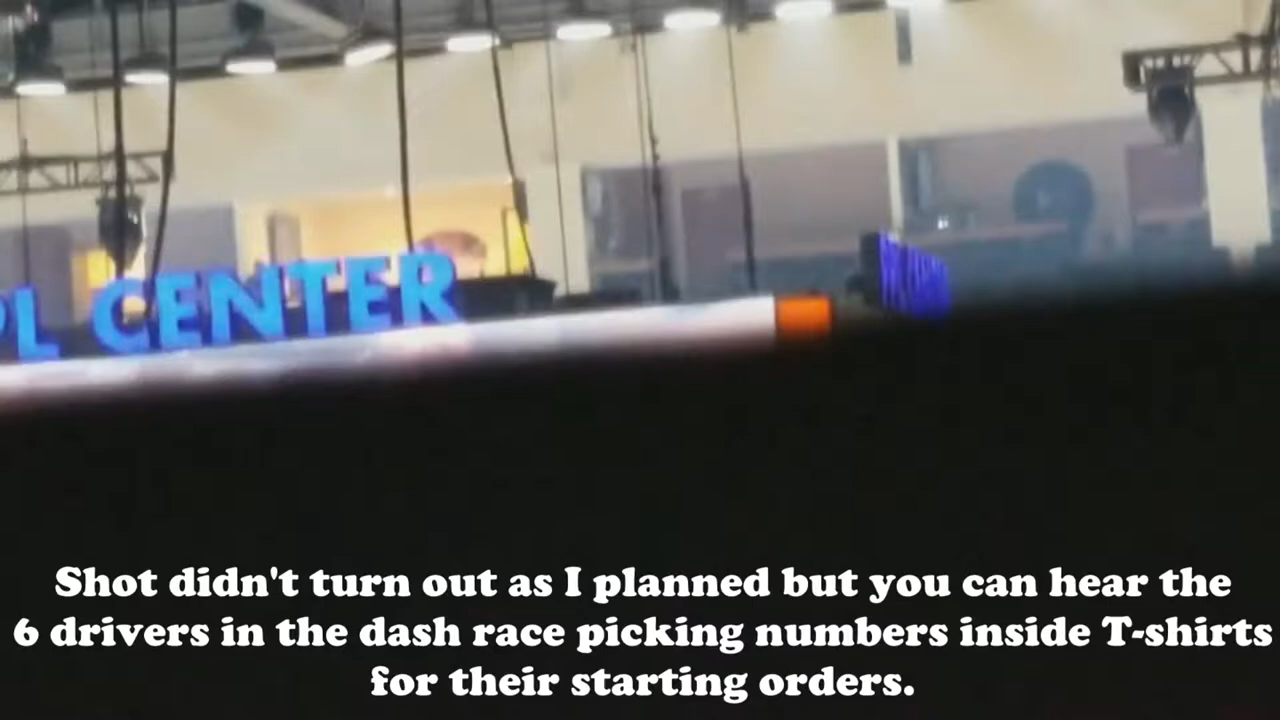 PL CENTER
Shot didn't turn out as I planned but you can hear the
6 drivers in the dash race picking numbers inside T-shirts
for their starting orders.